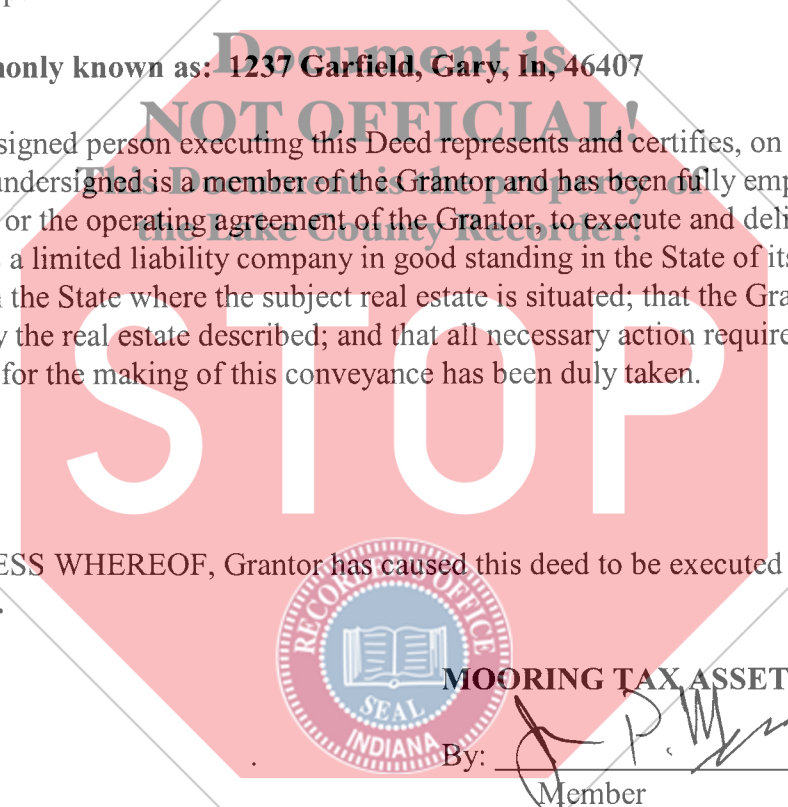 Document is
monly known as: 1237 Garfield, Gary, In, 46407
NOT OFFICIAL!
signed person executing this Deed represents and certifies, on
This Document is the property of
undersigned is a member of the Grantor and has been fully emp
the Lake County Recorder!
or the operating agreement of the Grantor, to execute and deli
a limited liability company in good standing in the State of its
the State where the subject real estate is situated; that the Gra
y the real estate described; and that all necessary action require
for the making of this conveyance has been duly taken.
STOP
ESS WHEREOF, Grantor has caused this deed to be executed
RECORDER'S OFFICE
SEAL
INDIANA
MOORING TAX ASSET
By:
Member